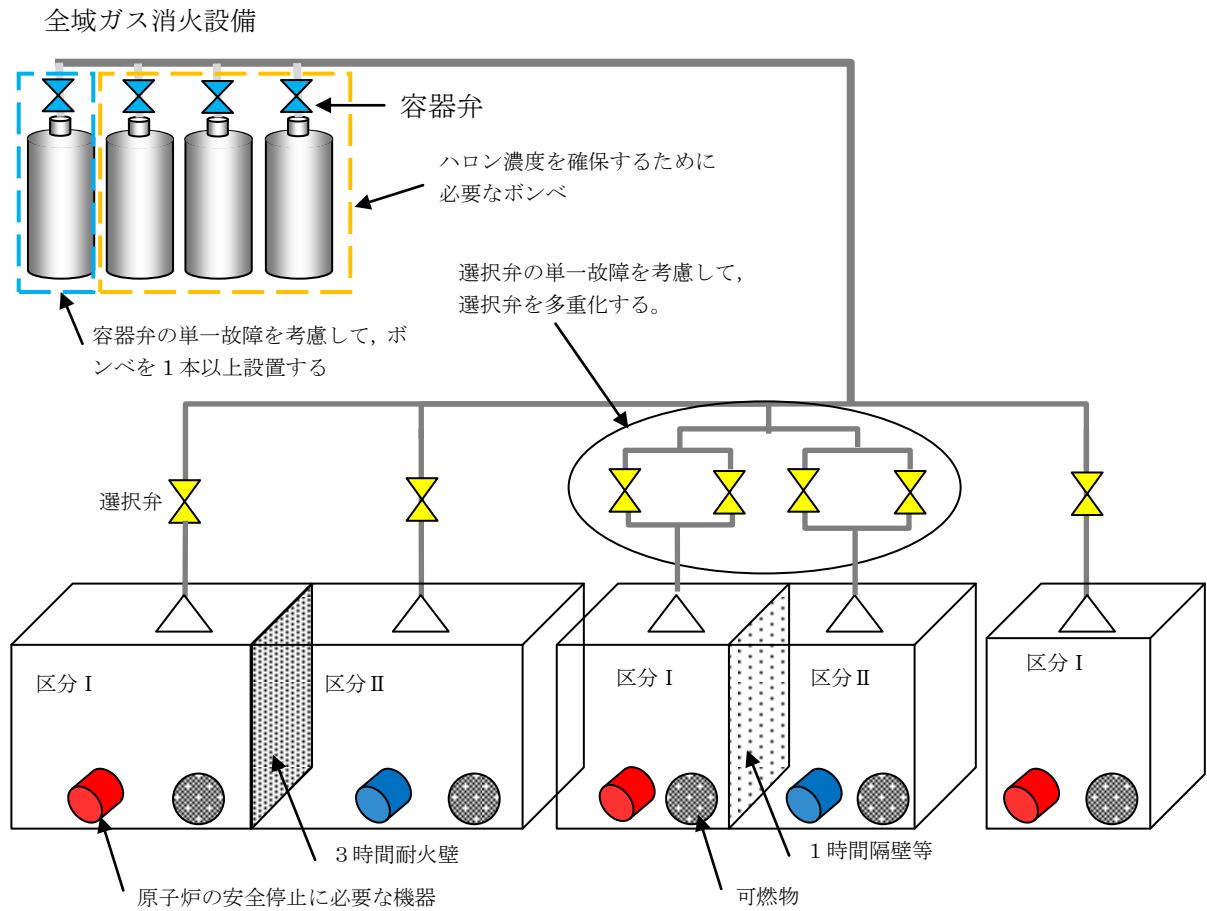 全域ガス消火設備
容器弁
ハロン濃度を確保するために
必要なボンベ
選択弁の単一故障を考慮して，
選択弁を多重化する。
容器弁の単一故障を考慮して，ボ
ンベを１本以上設置する
選択弁
区分Ⅰ
区分Ⅱ
区分Ⅰ
区分Ⅱ
区分Ⅰ
３時間耐火壁
１時間隔壁等
原子炉の安全停止に必要な機器
可燃物